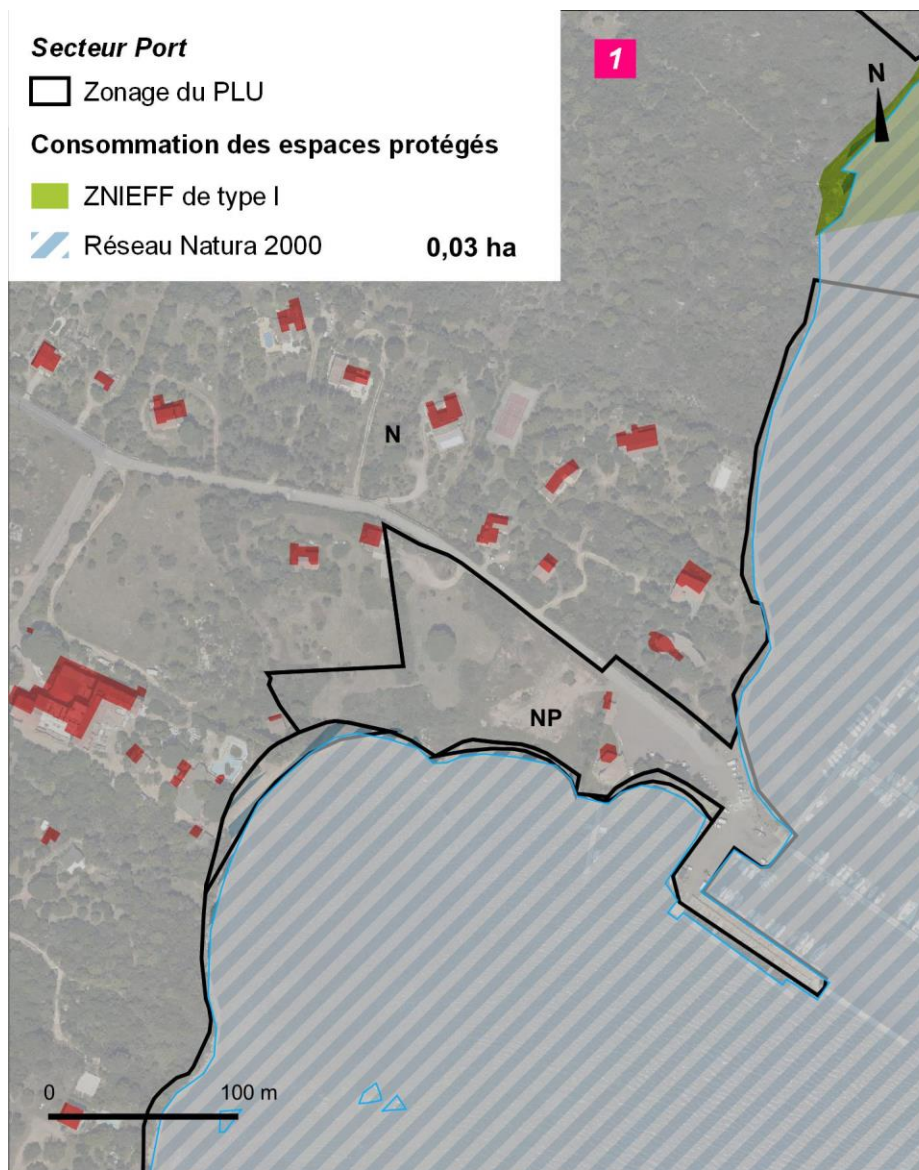 Secteur Port
Zonage du PLU
Consommation des espaces protégés
ZNIEFF de type I
Réseau Natura 2000 0,03 ha
1
N
N
NP
0 100 m